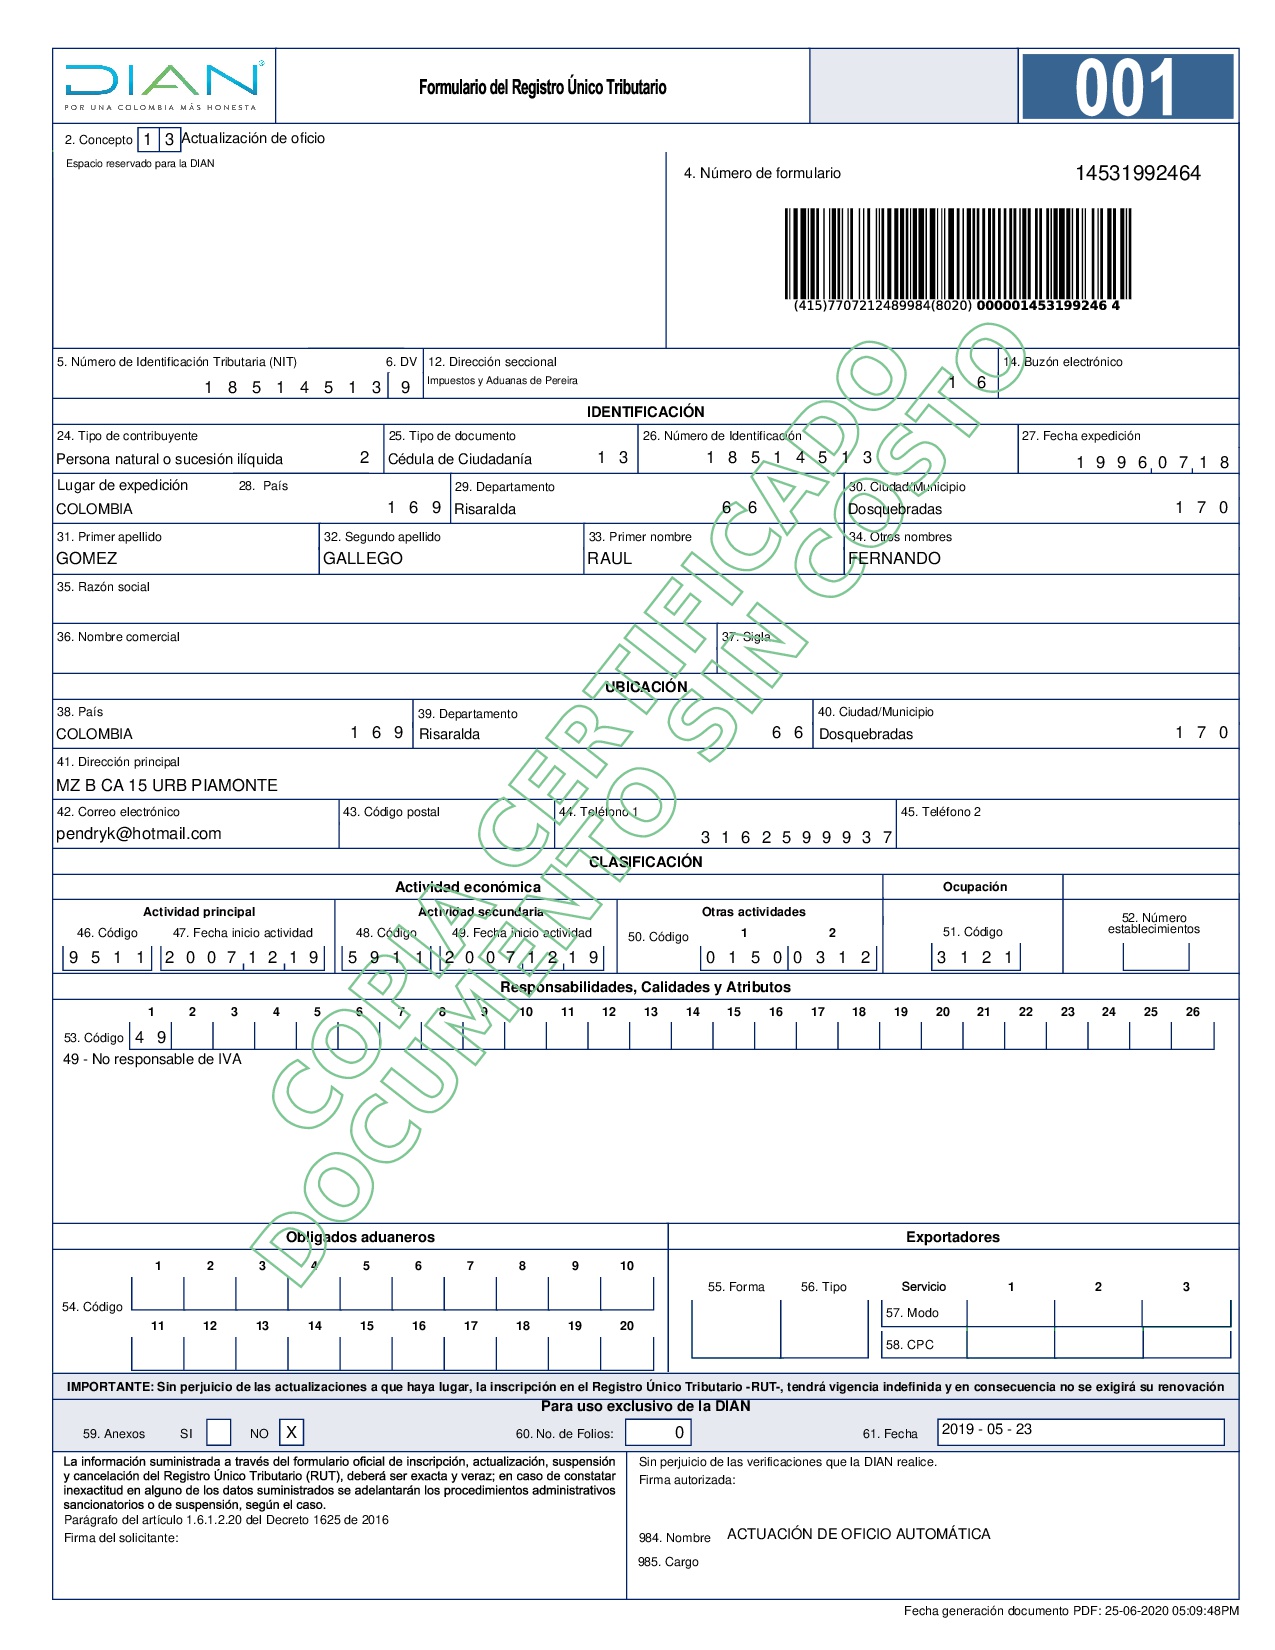 DIAN®
POR UNA COLOMBIA MÁS HONESTA
Formulario del Registro Único Tributario
001
2. Concepto 1 3 Actualización de oficio
Espacio reservado para la DIAN
4. Número de formulario 14531992464
(415)7707212489984(8020) 000001453199246 4
5. Número de Identificación Tributaria (NIT) 6. DV 12. Dirección seccional 14. Buzón electrónico
1 8 5 1 4 5 1 3 9 Impuestos y Aduanas de Pereira 1 6
IDENTIFICACIÓN
24. Tipo de contribuyente 25. Tipo de documento 26. Número de Identificación 27. Fecha expedición
Persona natural o sucesión ilíquida 2 Cédula de Ciudadanía 1 3 1 8 5 1 4 5 1 3 1 9 9 6 0 7 1 8
Lugar de expedición 28. País 29. Departamento 30. Ciudad/Municipio
COLOMBIA 1 6 9 Risaralda 6 6 Dosquebradas 1 7 0
31. Primer apellido 32. Segundo apellido 33. Primer nombre 34. Otros nombres
GOMEZ GALLEGO RAUL FERNANDO
35. Razón social
36. Nombre comercial 37. Sigla
UBICACIÓN
38. País 39. Departamento 40. Ciudad/Municipio
COLOMBIA 1 6 9 Risaralda 6 6 Dosquebradas 1 7 0
41. Dirección principal
MZ B CA 15 URB PIAMONTE
42. Correo electrónico 43. Código postal 44. Teléfono 1 45. Teléfono 2
pendryk@hotmail.com 3 1 6 2 5 9 9 9 3 7
CLASIFICACIÓN
Actividad económica Ocupación
Actividad principal Actividad secundaria Otras actividades 52. Número establecimientos
46. Código 47. Fecha inicio actividad 48. Código 49. Fecha inicio actividad 50. Código 1 2 51. Código
9 5 1 1 2 0 0 7 1 2 1 9 5 9 1 1 2 0 0 7 1 2 1 9 0 1 5 0 0 3 1 2 3 1 2 1
Responsabilidades, Calidades y Atributos
1 2 3 4 5 6 7 8 9 10 11 12 13 14 15 16 17 18 19 20 21 22 23 24 25 26
53. Código 4 9
49 - No responsable de IVA
COPIA CERTIFICADO
DOCUMENTO SIN COSTO
Obligados aduaneros Exportadores
1 2 3 4 5 6 7 8 9 10
55. Forma 56. Tipo Servicio 1 2 3
54. Código 57. Modo
11 12 13 14 15 16 17 18 19 20
58. CPC
IMPORTANTE: Sin perjuicio de las actualizaciones a que haya lugar, la inscripción en el Registro Único Tributario -RUT-, tendrá vigencia indefinida y en consecuencia no se exigirá su renovación
Para uso exclusivo de la DIAN
59. Anexos SI NO X 60. No. de Folios: 0 61. Fecha 2019 - 05 - 23
La información suministrada a través del formulario oficial de inscripción, actualización, suspensión
y cancelación del Registro Único Tributario (RUT), deberá ser exacta y veraz; en caso de constatar
inexactitud en alguno de los datos suministrados se adelantarán los procedimientos administrativos
sancionatorios o de suspensión, según el caso.
Parágrafo del artículo 1.6.1.2.20 del Decreto 1625 de 2016
Firma del solicitante:
Sin perjuicio de las verificaciones que la DIAN realice.
Firma autorizada:
984. Nombre ACTUACIÓN DE OFICIO AUTOMÁTICA
985. Cargo
Fecha generación documento PDF: 25-06-2020 05:09:48PM